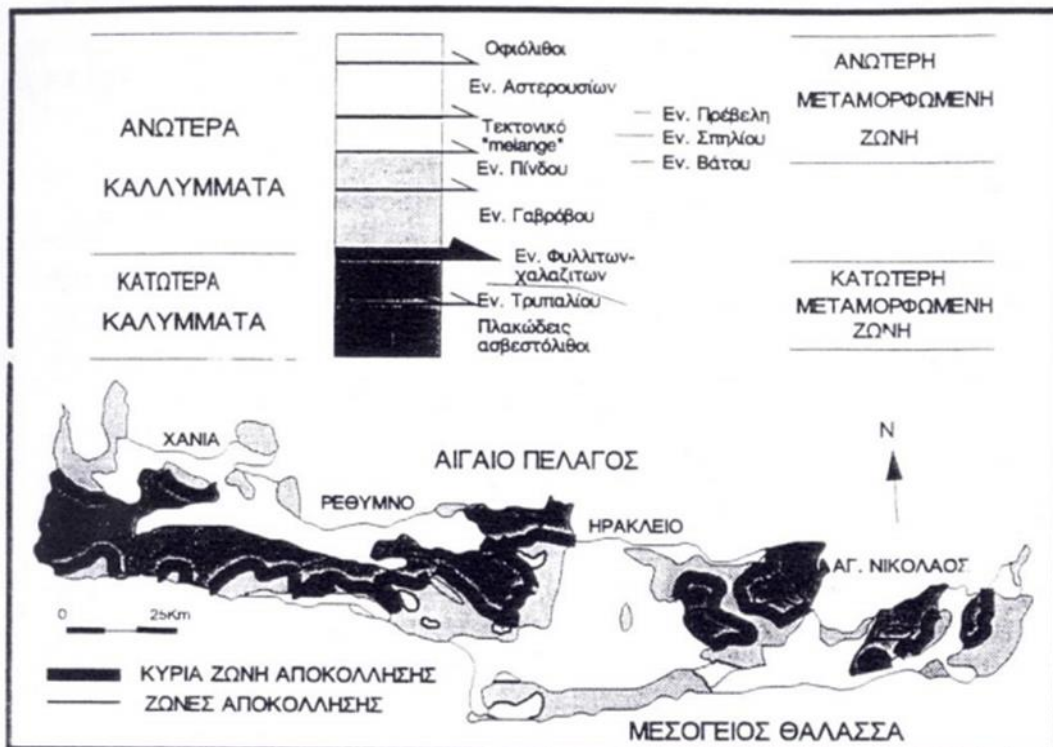 ΑΝΩΤΕΡΑ
ΚΑΛΛΥΜΜΑΤΑ
ΚΑΤΩΤΕΡΑ
ΚΑΛΥΜΜΑΤΑ
Οφιόλιθοι
Εν. Αστερουσίων
Τεκτονικό
"melange"
Εν. Πίνδου
Εν. Γαβρόβου
Εν. Φυλλιτων-
χαλαζιτων
Εν. Τρυπαλίου
Πλακώδεις
ασβεστόλιθοι
Εν. Πρέβελη
Εν. Σπηλίου
Εν. Βάτου
ΑΝΩΤΕΡΗ
ΜΕΤΑΜΟΡΦΩΜΕΝΗ
ΖΩΝΗ
ΚΑΤΩΤΕΡΗ
ΜΕΤΑΜΟΡΦΩΜΕΝΗ
ΖΩΝΗ
ΧΑΝΙΑ
ΑΙΓΑΙΟ ΠΕΛΑΓΟΣ
N
ΡΕΘΥΜΝΟ
ΗΡΑΚΛΕΙΟ
ΑΓ. ΝΙΚΟΛΑΟΣ
0 25Km
ΚΥΡΙΑ ΖΩΝΗ ΑΠΟΚΟΛΛΗΣΗΣ
ΖΩΝΕΣ ΑΠΟΚΟΛΛΗΣΗΣ
ΜΕΣΟΓΕΙΟΣ ΘΑΛΑΣΣΑ